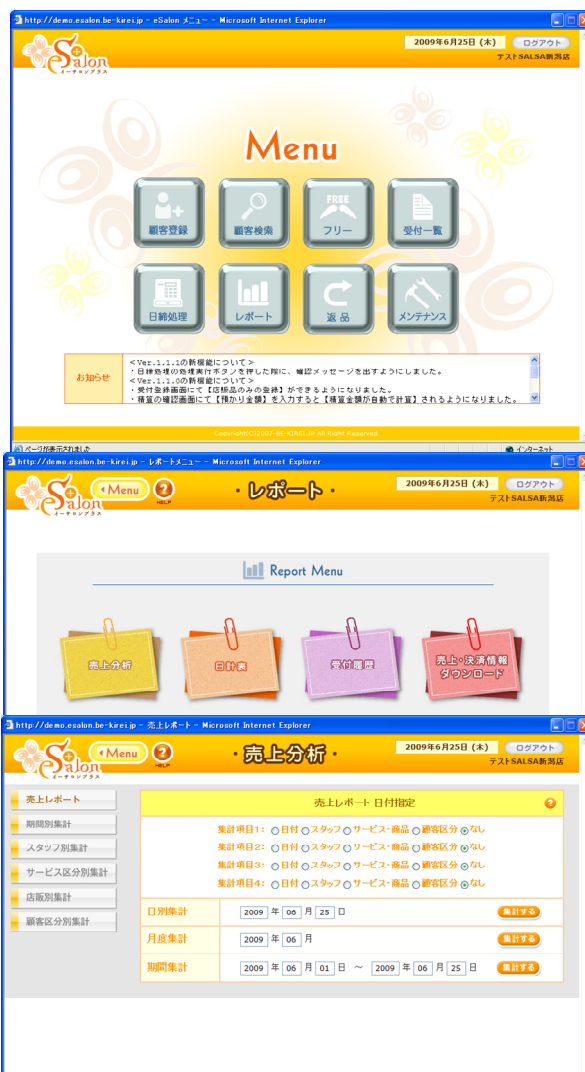 http://demo.esalon.be-kirei.jp - eSalon メニュー - Microsoft Internet Explorer
eSalon
イーサロンプラス
2009年6月25日 (木) ログアウト
テストSALSA新潟店
Menu
顧客登録 顧客検索 FREE フリー 受付一覧
日締処理 レポート 返品 メンテナンス
お知らせ
<Ver.1.1.1の新機能について>
・日締処理の処理実行ボタンを押した際に、確認メッセージを出すようにしました。
<Ver.1.1.0の新機能について>
・受付登録画面にて【店販品のみの登録】ができるようになりました。
・精算の確認画面にて【預かり金額】を入力すると【精算金額が自動で計算】されるようになりました。
Copyright(C)2007-BE-KIREI.JP All Right Reserved
ページが表示されました インターネット
http://demo.esalon.be-kirei.jp - レポートメニュー - Microsoft Internet Explorer
eSalon
イーサロンプラス
Menu
? HELP
・レポート・
2009年6月25日 (木) ログアウト
テストSALSA新潟店
Report Menu
売上分析 日計表 受付履歴 売上・決済情報
ダウンロード
http://demo.esalon.be-kirei.jp - 売上レポート - Microsoft Internet Explorer
eSalon
イーサロンプラス
Menu
? HELP
・売上分析・
2009年6月25日 (木) ログアウト
テストSALSA新潟店
売上レポート
期間別集計
スタッフ別集計
サービス区分別集計
店販別集計
顧客区分別集計
売上レポート 日付指定 ?
集計項目1: 日付 スタッフ サービス・商品 顧客区分 なし
集計項目2: 日付 スタッフ サービス・商品 顧客区分 なし
集計項目3: 日付 スタッフ サービス・商品 顧客区分 なし
集計項目4: 日付 スタッフ サービス・商品 顧客区分 なし
日別集計 2009 年 06 月 25 日 集計する
月度集計 2009 年 06 月 集計する
期間集計 2009 年 06 月 01 日 ～ 2009 年 06 月 25 日 集計する